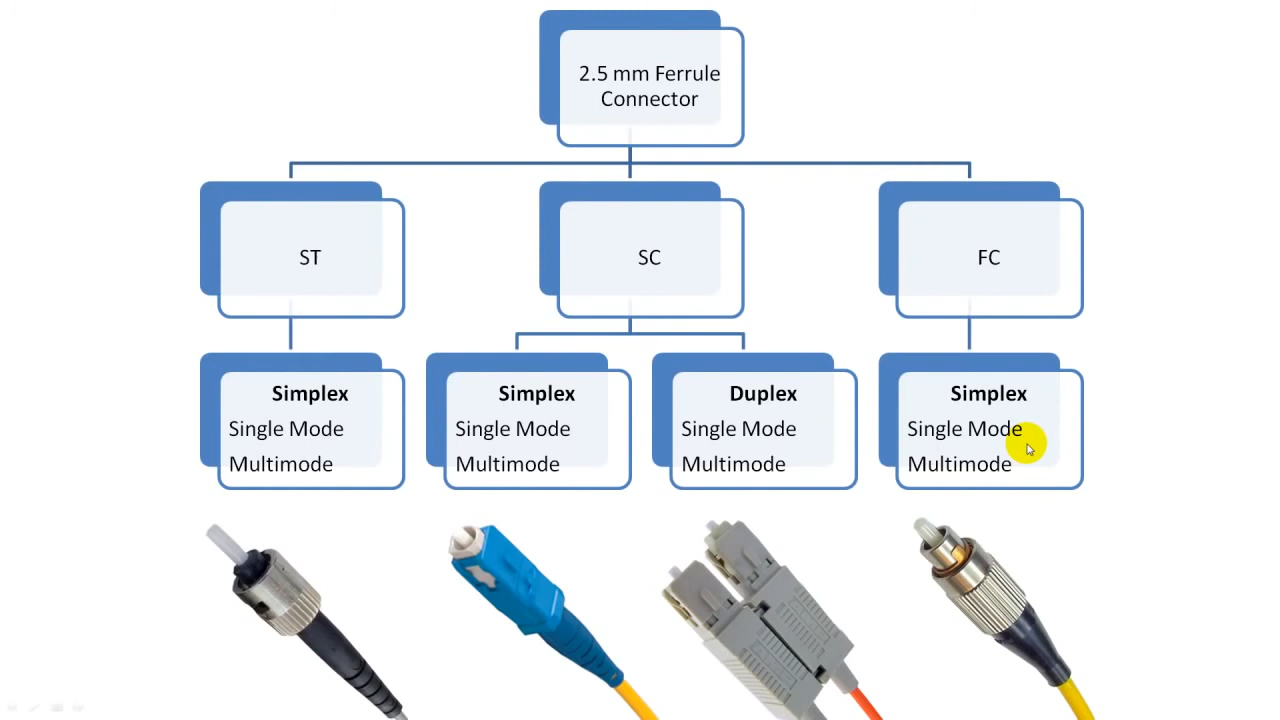 2.5 mm Ferrule
Connector
ST
SC
FC
Simplex
Single Mode
Multimode
Simplex
Single Mode
Multimode
Duplex
Single Mode
Multimode
Simplex
Single Mode
Multimode